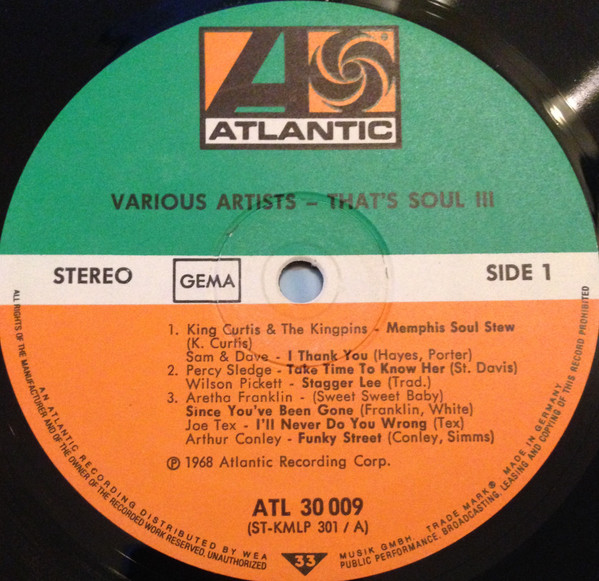 ATLANTIC
VARIOUS ARTISTS – THAT'S SOUL III
STEREO
GEMA
SIDE 1
1. King Curtis & The Kingpins - Memphis Soul Stew
(K. Curtis)
Sam & Dave - I Thank You (Hayes, Porter)
2. Percy Sledge - Take Time To Know Her (St. Davis)
Wilson Pickett - Stagger Lee (Trad.)
3. Aretha Franklin - (Sweet Sweet Baby)
Since You've Been Gone (Franklin, White)
Joe Tex - I'll Never Do You Wrong (Tex)
Arthur Conley - Funky Street (Conley, Simms)
℗ 1968 Atlantic Recording Corp.
ATL 30 009
(ST-KMLP 301 / A)
33
ALL RIGHTS OF THE MANUFACTURER AND OF THE OWNER OF THE RECORDED WORK RESERVED. UNAUTHORIZED PUBLIC PERFORMANCE, BROADCASTING, LEASING AND COPYING OF THIS RECORD PROHIBITED
AN ATLANTIC RECORDING DISTRIBUTED BY WEA MUSIK GMBH. TRADE MARK® MADE IN GERMANY